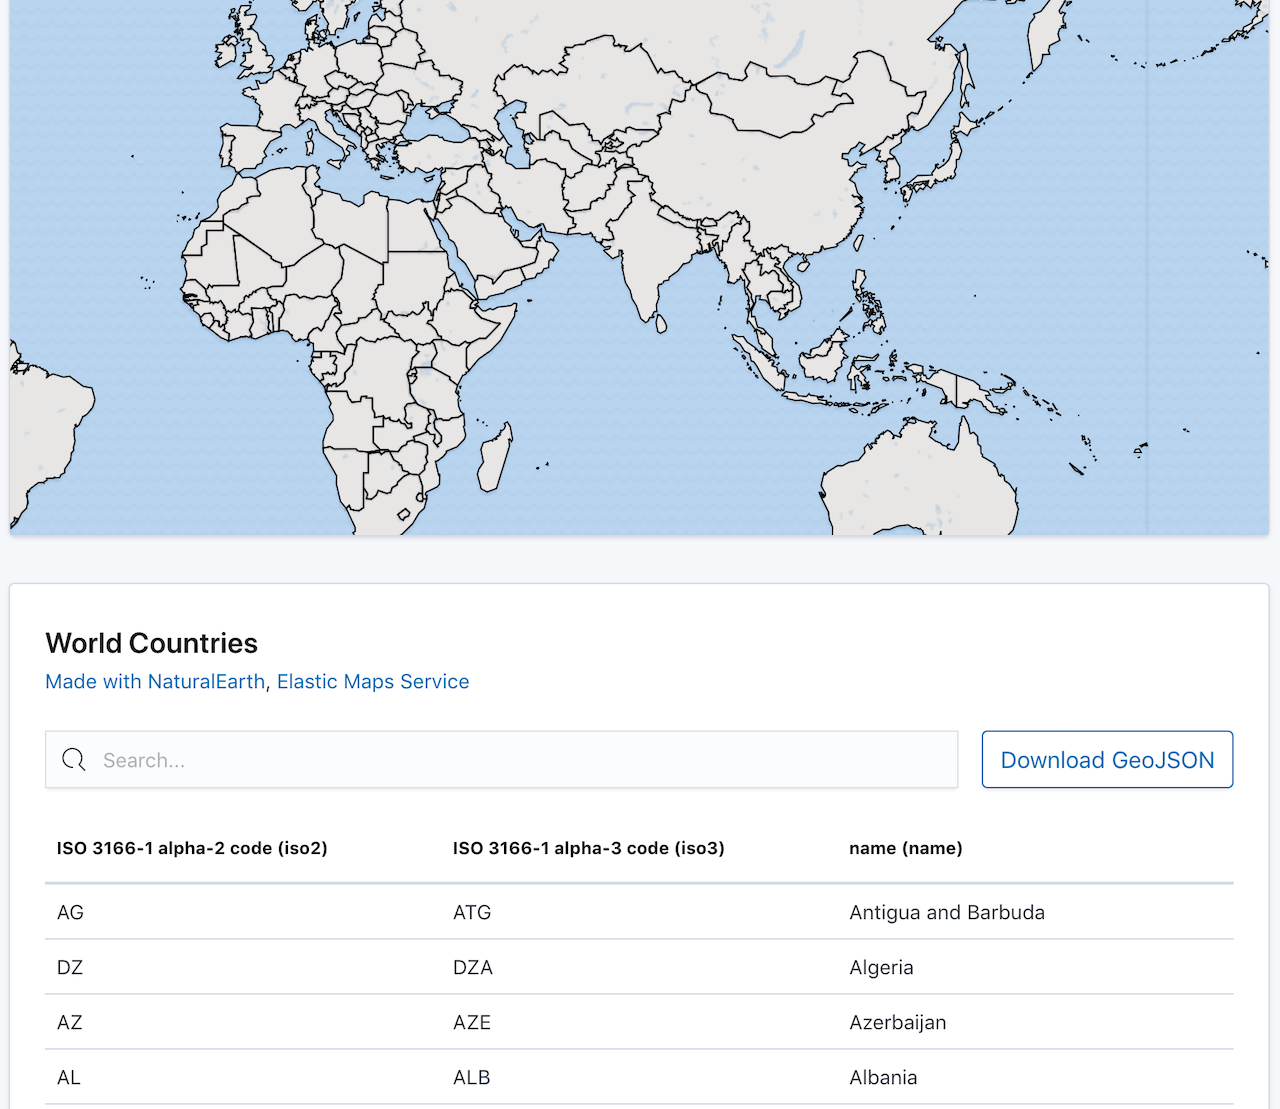 World Countries
Made with NaturalEarth, Elastic Maps Service
Search...
Download GeoJSON
ISO 3166-1 alpha-2 code (iso2) ISO 3166-1 alpha-3 code (iso3) name (name)
AG ATG Antigua and Barbuda
DZ DZA Algeria
AZ AZE Azerbaijan
AL ALB Albania